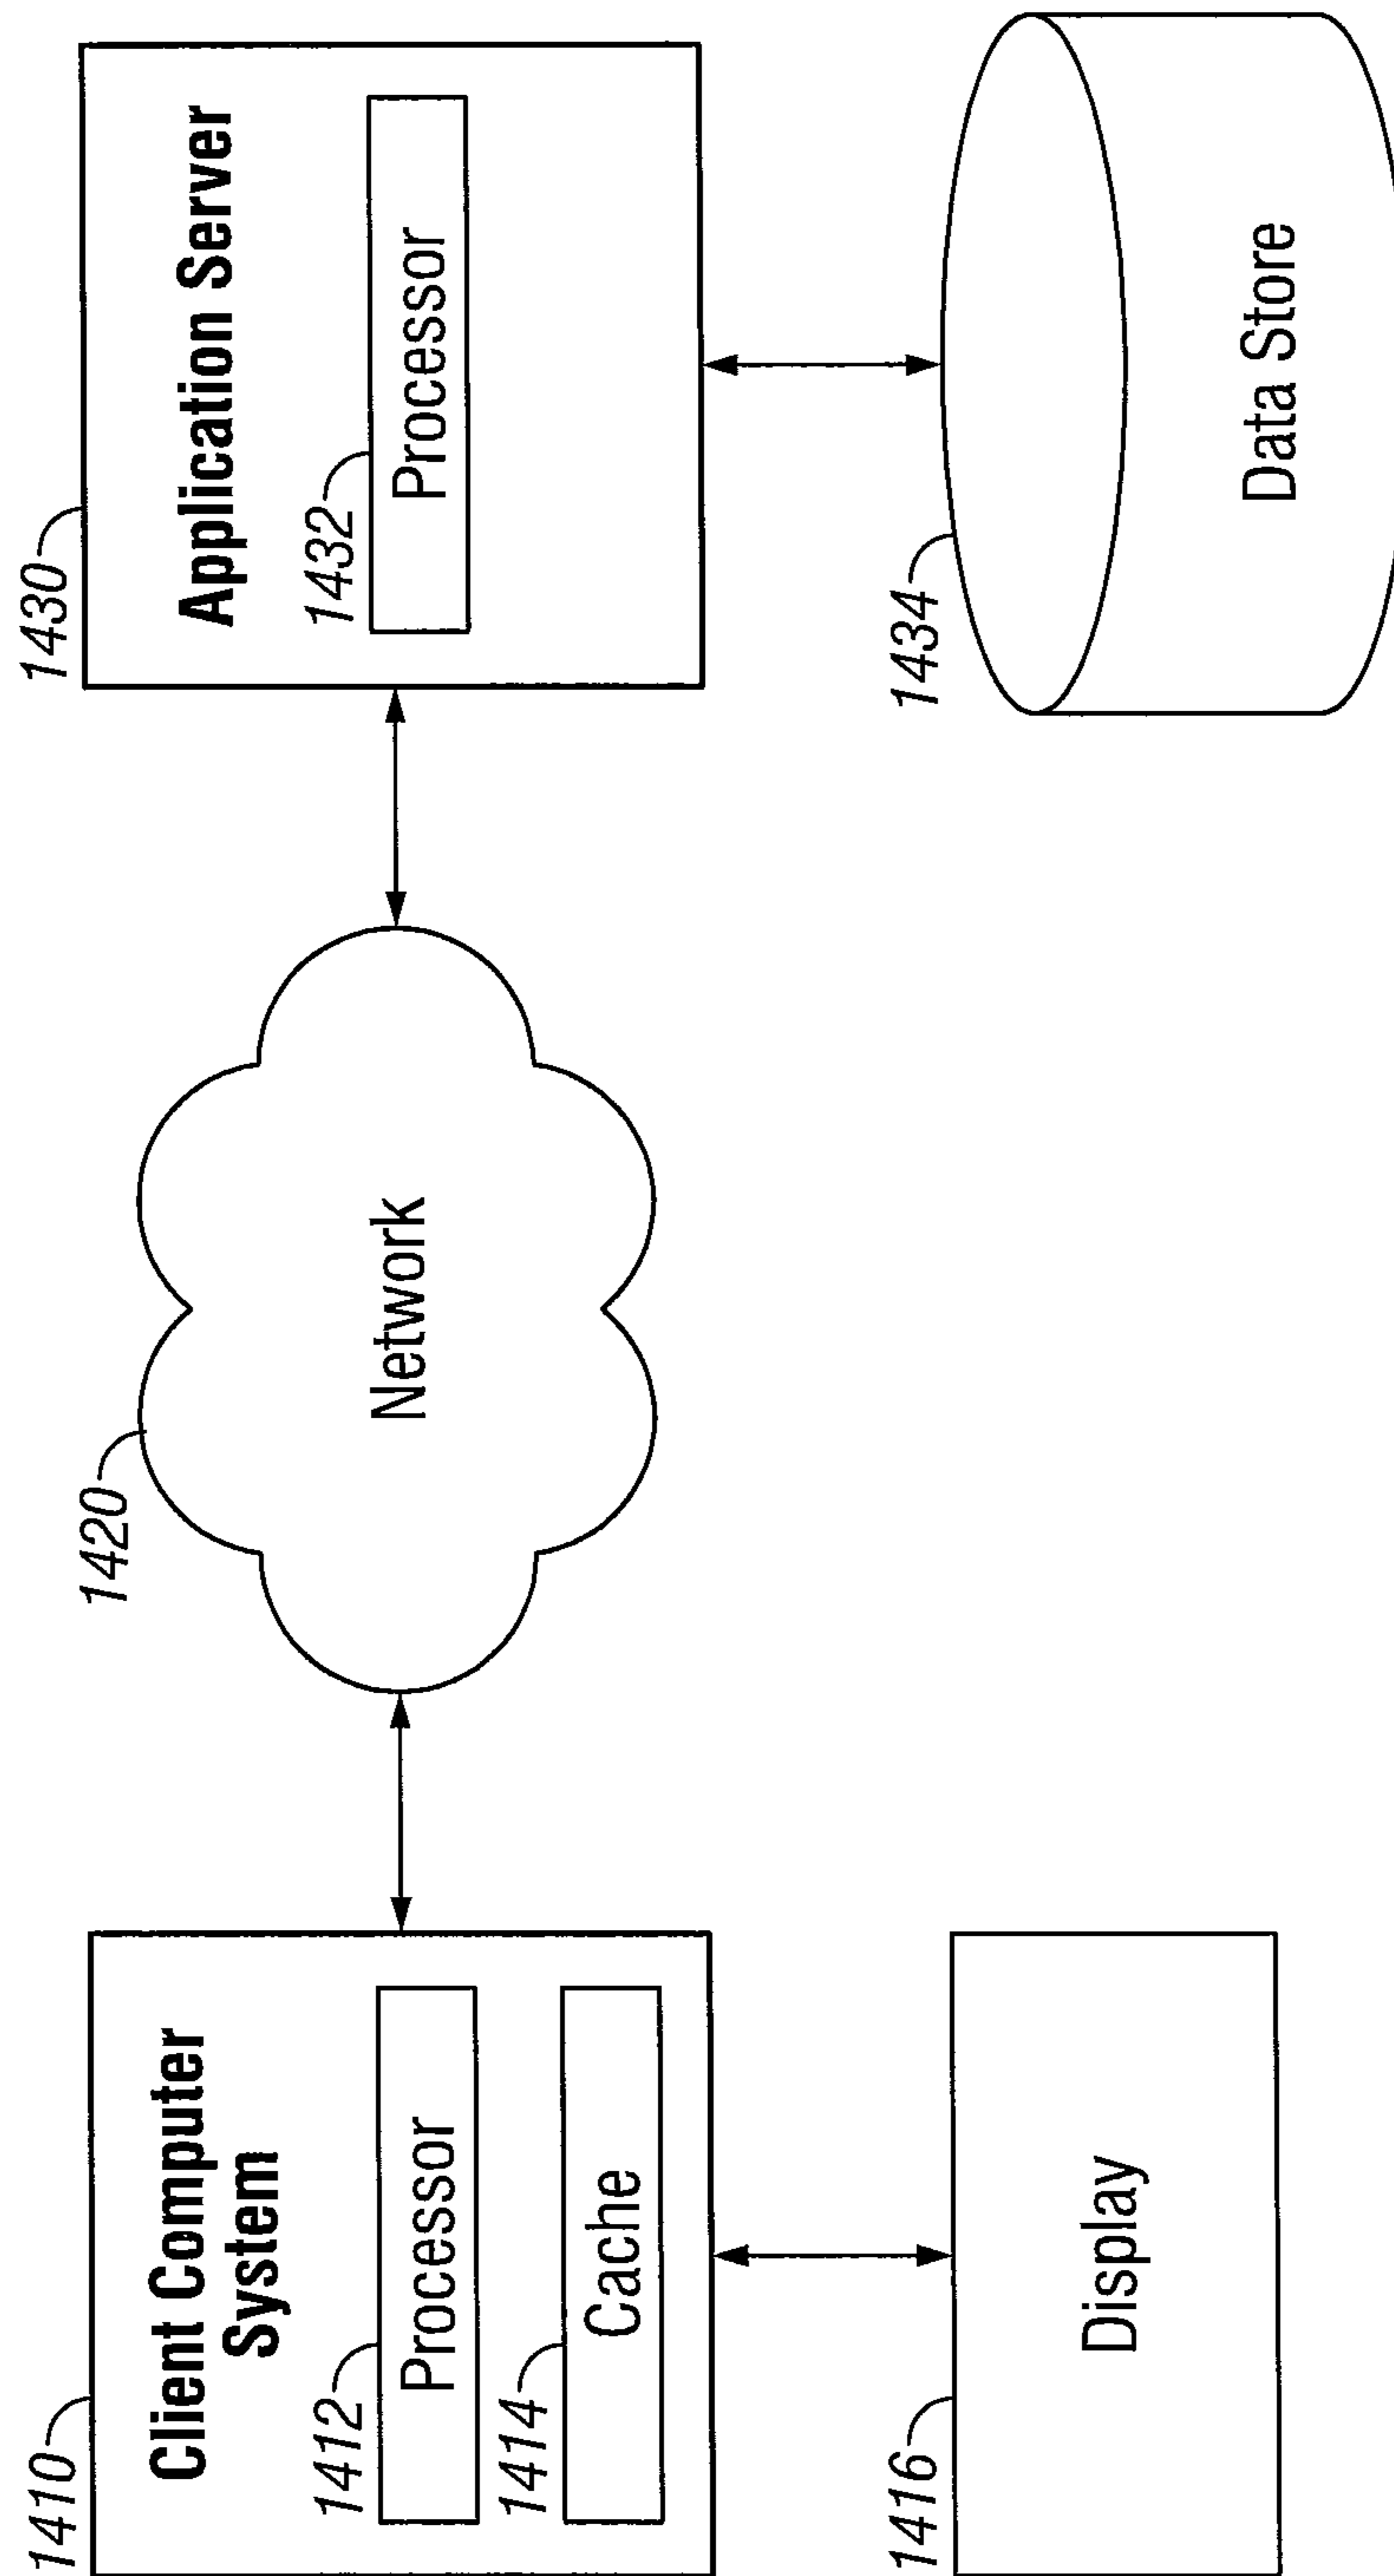 1410
Client Computer
System
1412
Processor
1414
Cache
1416
Display
1420
Network
1430
Application Server
1432
Processor
1434
Data Store